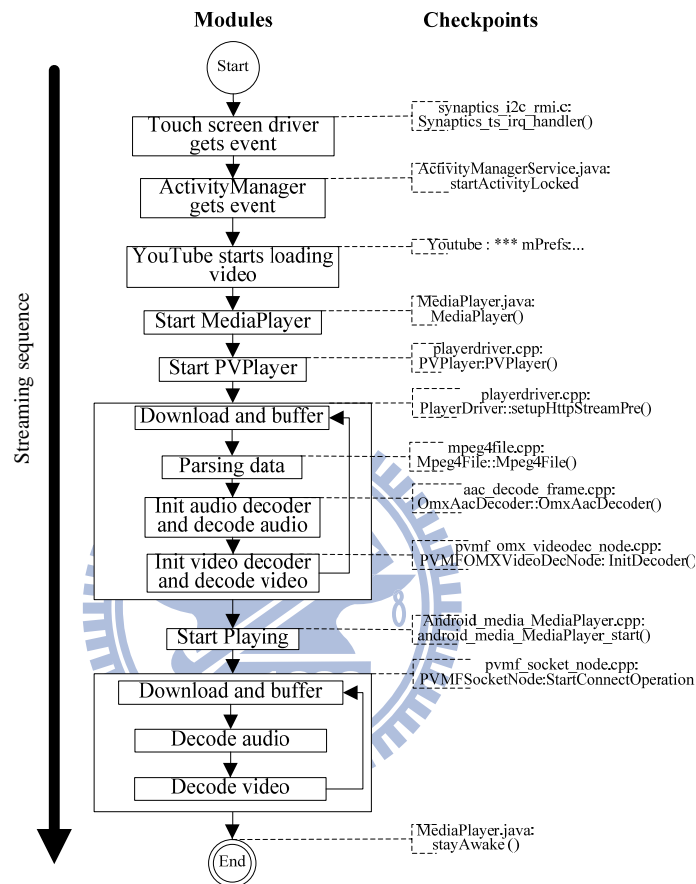 Modules
Checkpoints
Streaming sequence
Start
Touch screen driver
gets event
synaptics_i2c_rmi.c:
Synaptics_ts_irq_handler()
ActivityManager
gets event
ActivityManagerService.java:
startActivityLocked
YouTube starts loading
video
Youtube : *** mPrefs:...
Start MediaPlayer
MediaPlayer.java:
MediaPlayer()
Start PVPlayer
playerdriver.cpp:
PVPlayer:PVPlayer()
Download and buffer
playerdriver.cpp:
PlayerDriver::setupHttpStreamPre()
Parsing data
mpeg4file.cpp:
Mpeg4File::Mpeg4File()
Init audio decoder
and decode audio
aac_decode_frame.cpp:
OmxAacDecoder::OmxAacDecoder()
Init video decoder
and decode video
pvmf_omx_videodec_node.cpp:
PVMFOMXVideoDecNode:InitDecoder()
Start Playing
Android_media_MediaPlayer.cpp:
android_media_MediaPlayer_start()
pvmf_socket_node.cpp:
PVMFSocketNode:StartConnectOperation
Download and buffer
Decode audio
Decode video
End
MediaPlayer.java:
stayAwake()